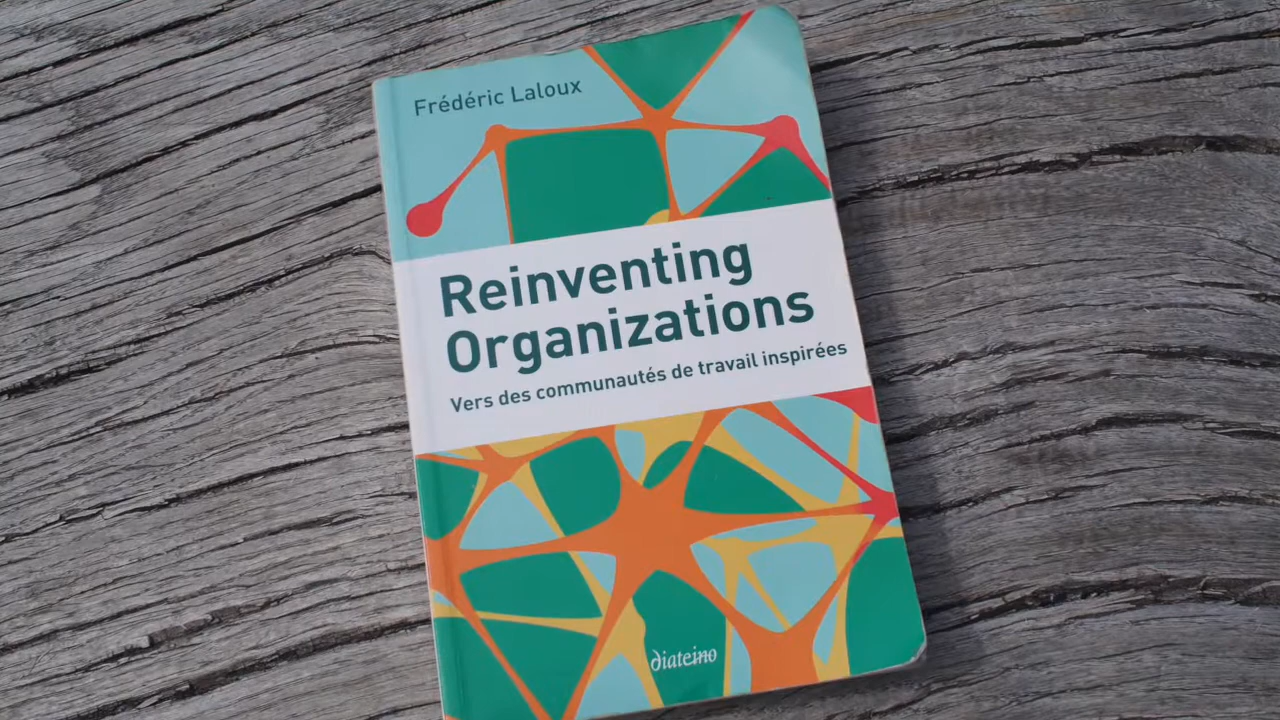 Frédéric Laloux
Reinventing
Organizations
Vers des communautés de travail inspirées
diateino